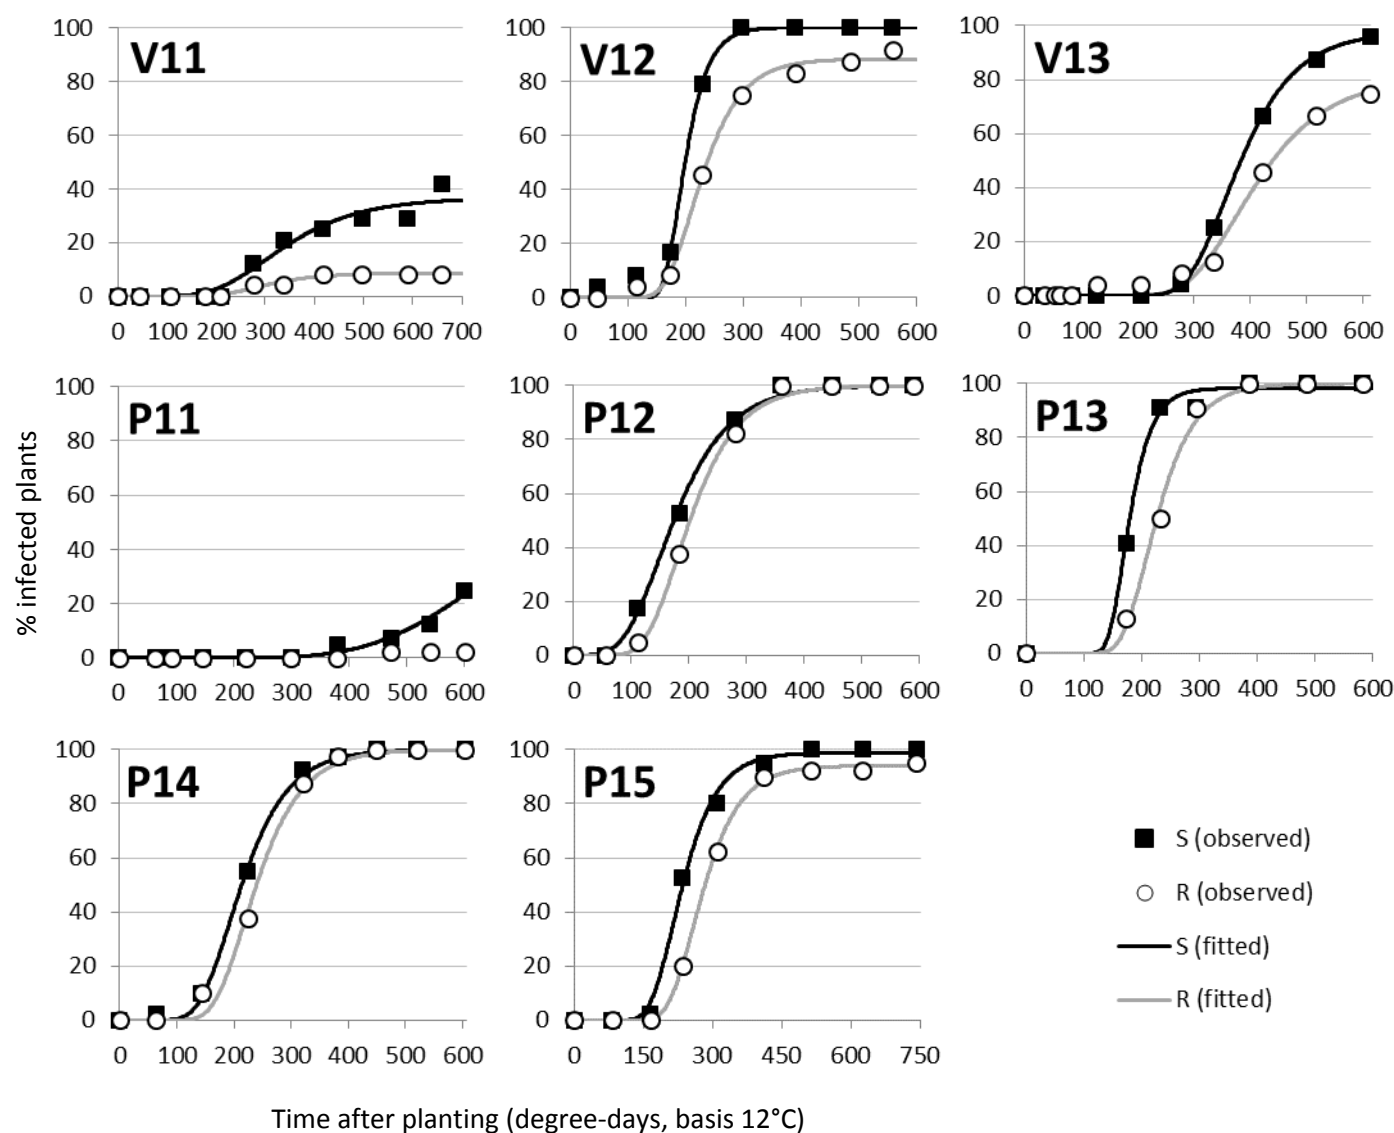 V11
100
80
60
40
20
0
0 100 200 300 400 500 600 700
V12
100
80
60
40
20
0
0 100 200 300 400 500 600
V13
100
80
60
40
20
0
0 100 200 300 400 500 600
% infected plants
P11
100
80
60
40
20
0
0 100 200 300 400 500 600
P12
100
80
60
40
20
0
0 100 200 300 400 500 600
P13
100
80
60
40
20
0
0 100 200 300 400 500 600
P14
100
80
60
40
20
0
0 100 200 300 400 500 600
P15
100
80
60
40
20
0
0 150 300 450 600 750
S (observed)
R (observed)
S (fitted)
R (fitted)
Time after planting (degree-days, basis 12°C)